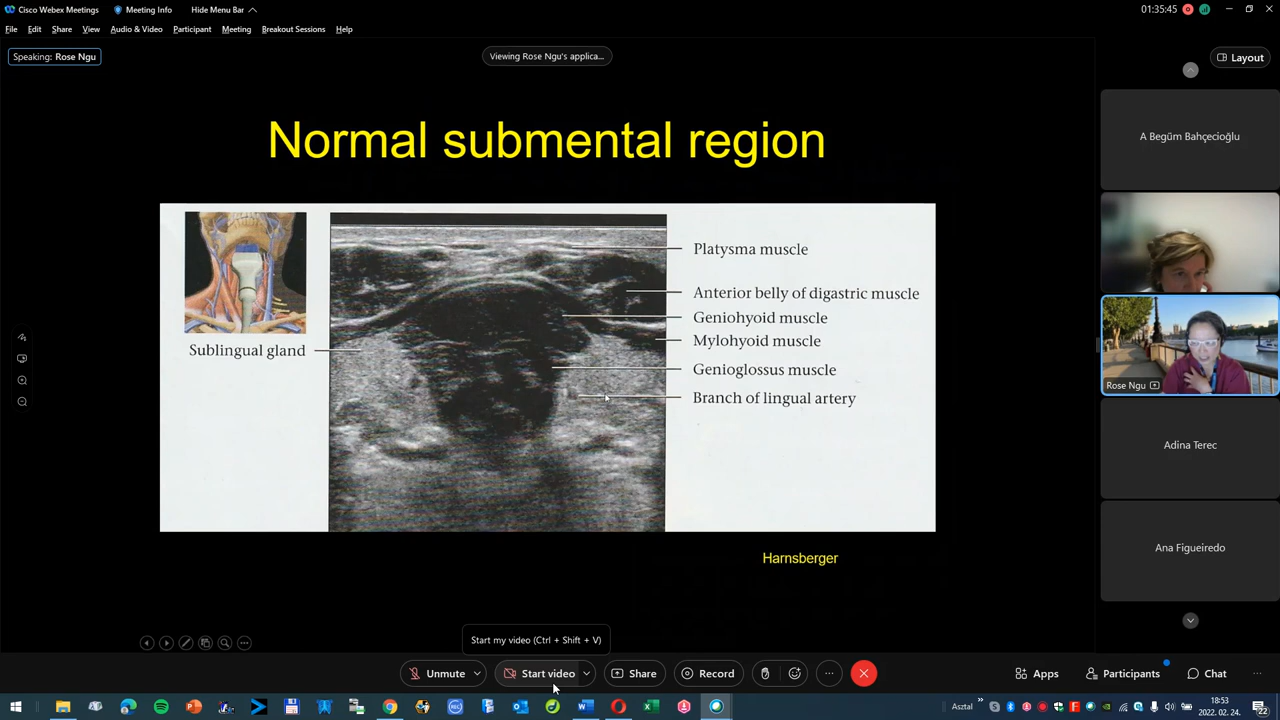 Cisco Webex Meetings
Meeting Info
Hide Menu Bar
01:35:45
File Edit Share View Audio & Video Participant Meeting Breakout Sessions Help
Speaking: Rose Ngu
Viewing Rose Ngu's applica...
Layout
Normal submental region
A Begüm Bahçecioğlu
Platysma muscle
Anterior belly of digastric muscle
Geniohyoid muscle
Mylohyoid muscle
Sublingual gland
Genioglossus muscle
Branch of lingual artery
Rose Ngu
Adina Terec
Ana Figueiredo
Harnsberger
Start my video (Ctrl + Shift + V)
Unmute
Start video
Share
Record
Apps
Participants
Chat
Asztal
18:53
2022. 02. 24.